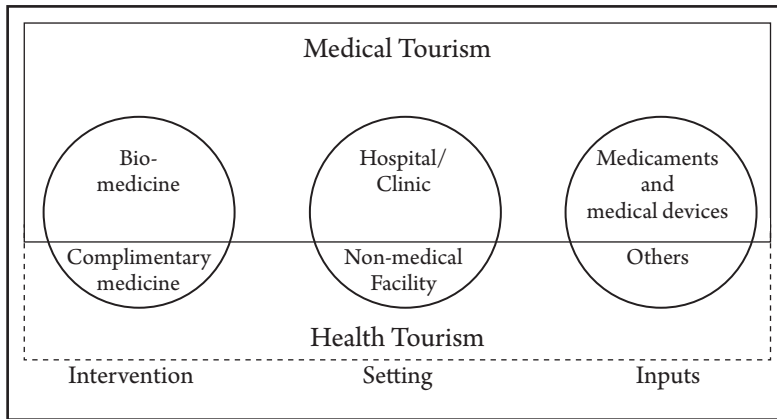 Medical Tourism
Bio-
medicine
Hospital/
Clinic
Medicaments
and
medical devices
Complimentary
medicine
Non-medical
Facility
Others
Health Tourism
Intervention
Setting
Inputs